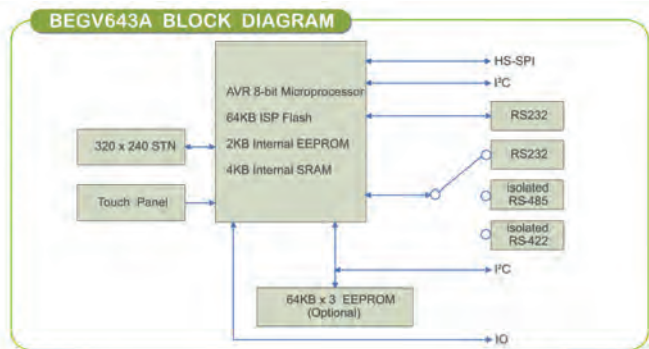 BEGV643A BLOCK DIAGRAM
AVR 8-bit Microprocessor
64KB ISP Flash
2KB Internal EEPROM
4KB Internal SRAM
320 x 240 STN
Touch Panel
HS-SPI
I²C
RS232
RS232
isolated
RS-485
isolated
RS-422
I²C
64KB x 3 EEPROM
(Optional)
IO